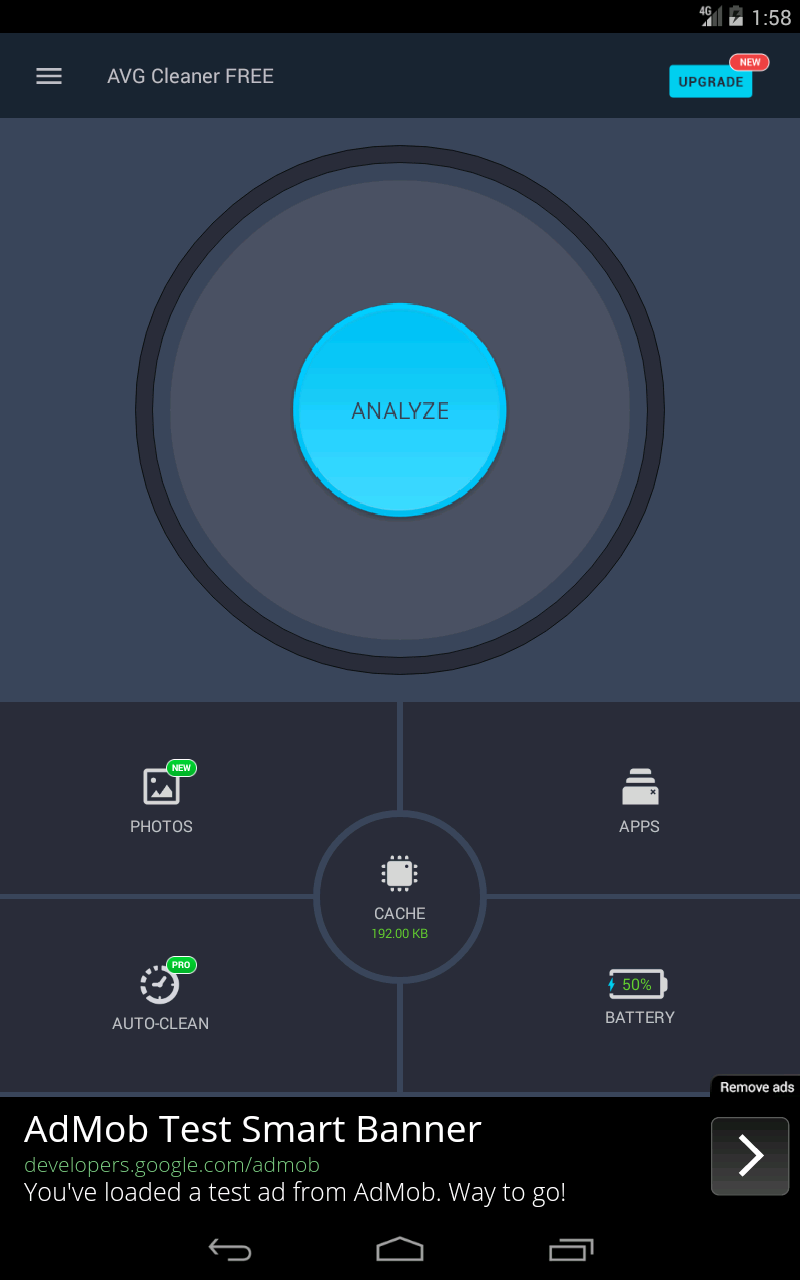 4G 1:58
AVG Cleaner FREE
NEW
UPGRADE
ANALYZE
NEW
PHOTOS
APPS
CACHE
192.00 KB
PRO
AUTO-CLEAN
50%
BATTERY
Remove ads
AdMob Test Smart Banner
developers.google.com/admob
You've loaded a test ad from AdMob. Way to go!